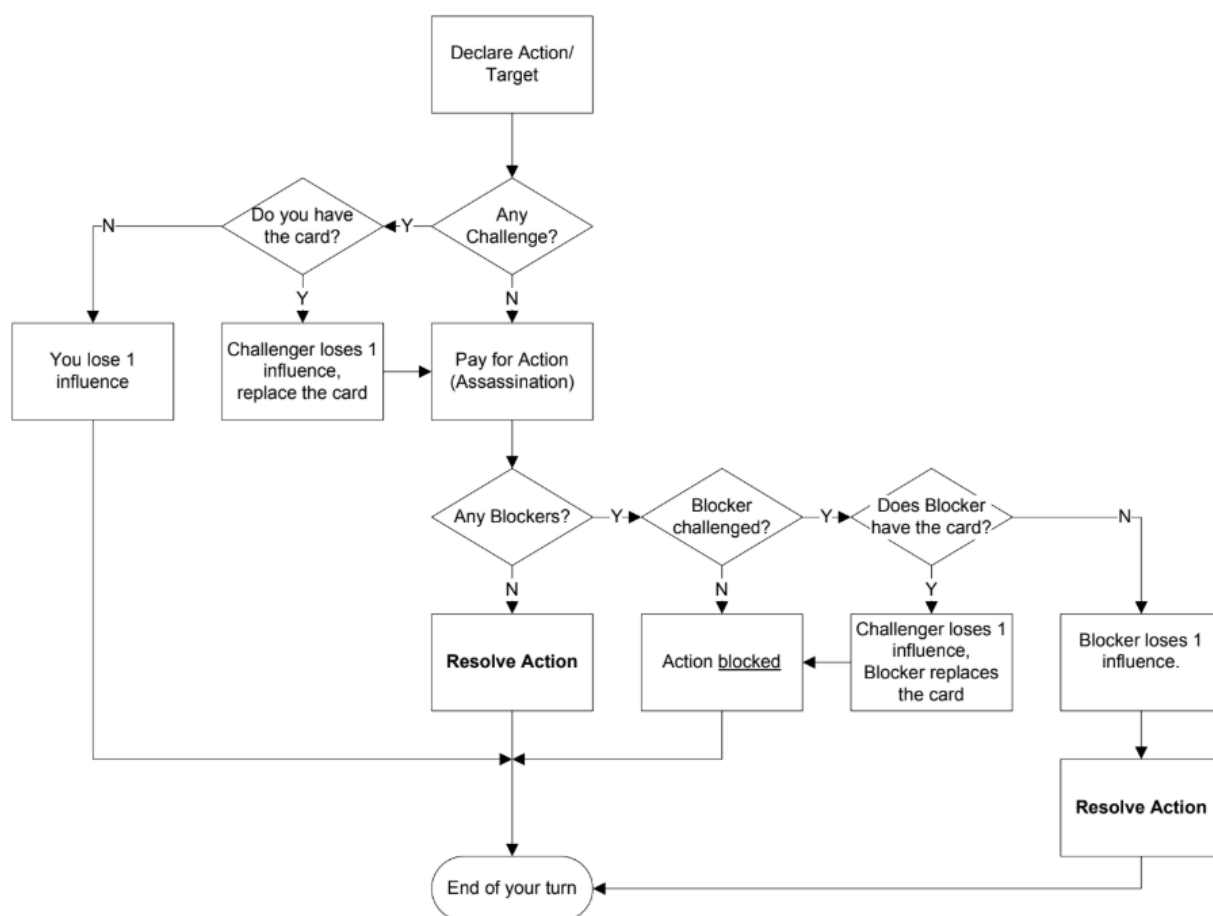 Declare Action/
Target
Do you have
the card?
Any
Challenge?
N
Y
Y
N
You lose 1
influence
Challenger loses 1
influence,
replace the card
Pay for Action
(Assassination)
Any Blockers?
Y
Blocker
challenged?
Y
Does Blocker
have the card?
N
N
N
Y
Resolve Action
Action blocked
Challenger loses 1
influence,
Blocker replaces
the card
Blocker loses 1
influence.
Resolve Action
End of your turn